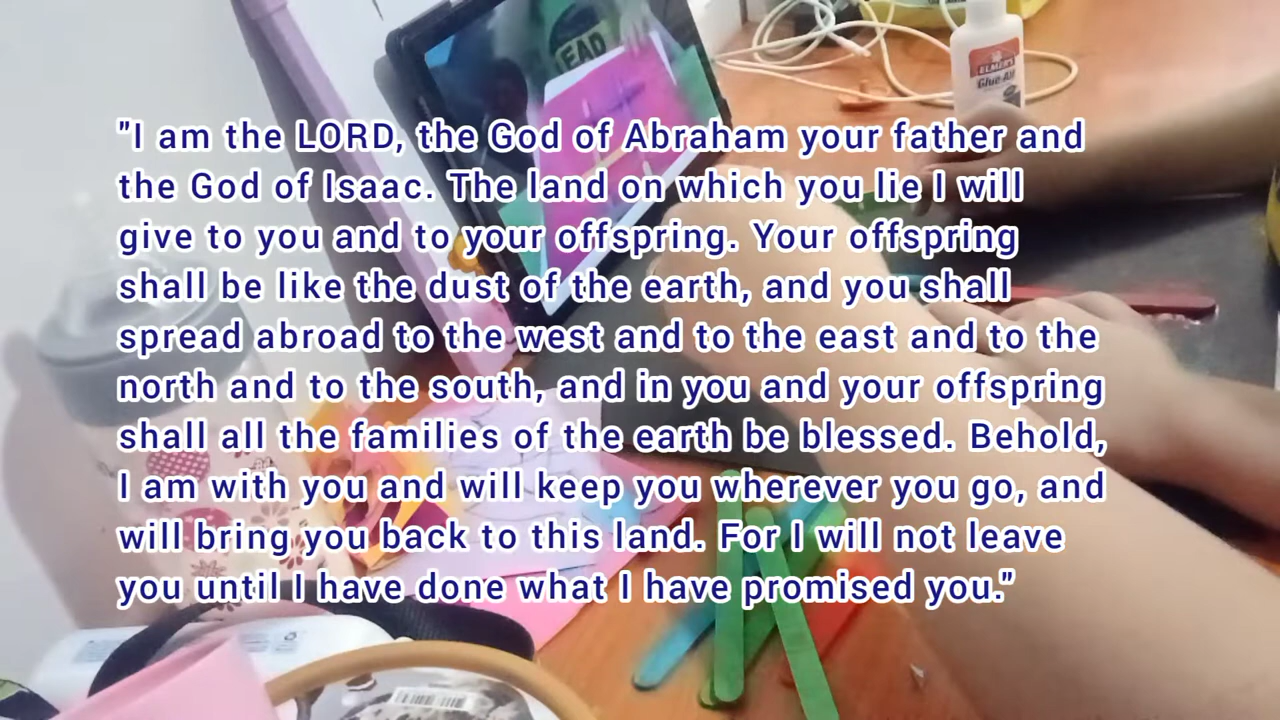 EAD
ELMER'S
Glue-All
"I am the LORD, the God of Abraham your father and
the God of Isaac. The land on which you lie I will
give to you and to your offspring. Your offspring
shall be like the dust of the earth, and you shall
spread abroad to the west and to the east and to the
north and to the south, and in you and your offspring
shall all the families of the earth be blessed. Behold,
I am with you and will keep you wherever you go, and
will bring you back to this land. For I will not leave
you until I have done what I have promised you."